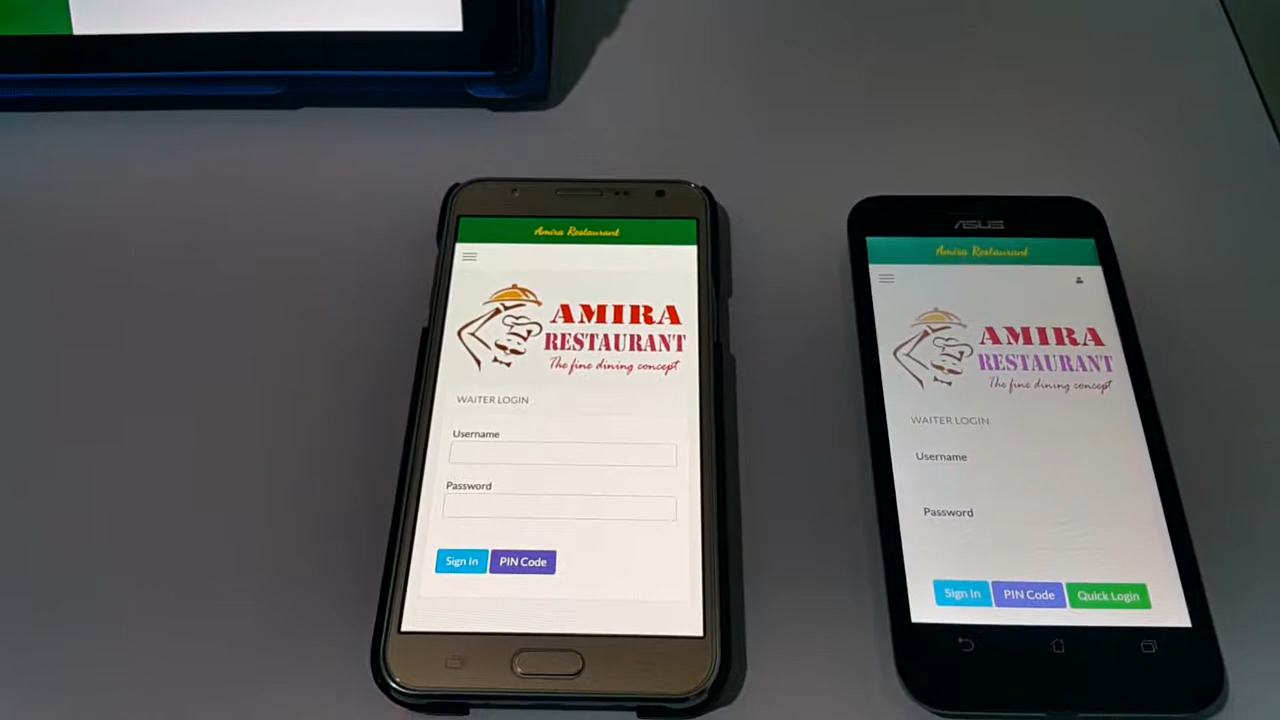 Amira Restaurant
AMIRA
RESTAURANT
The fine dining concept
WAITER LOGIN
Username
Password
Sign In
PIN Code
ASUS
Amira Restaurant
AMIRA
RESTAURANT
The fine dining concept
WAITER LOGIN
Username
Password
Sign In
PIN Code
Quick Login